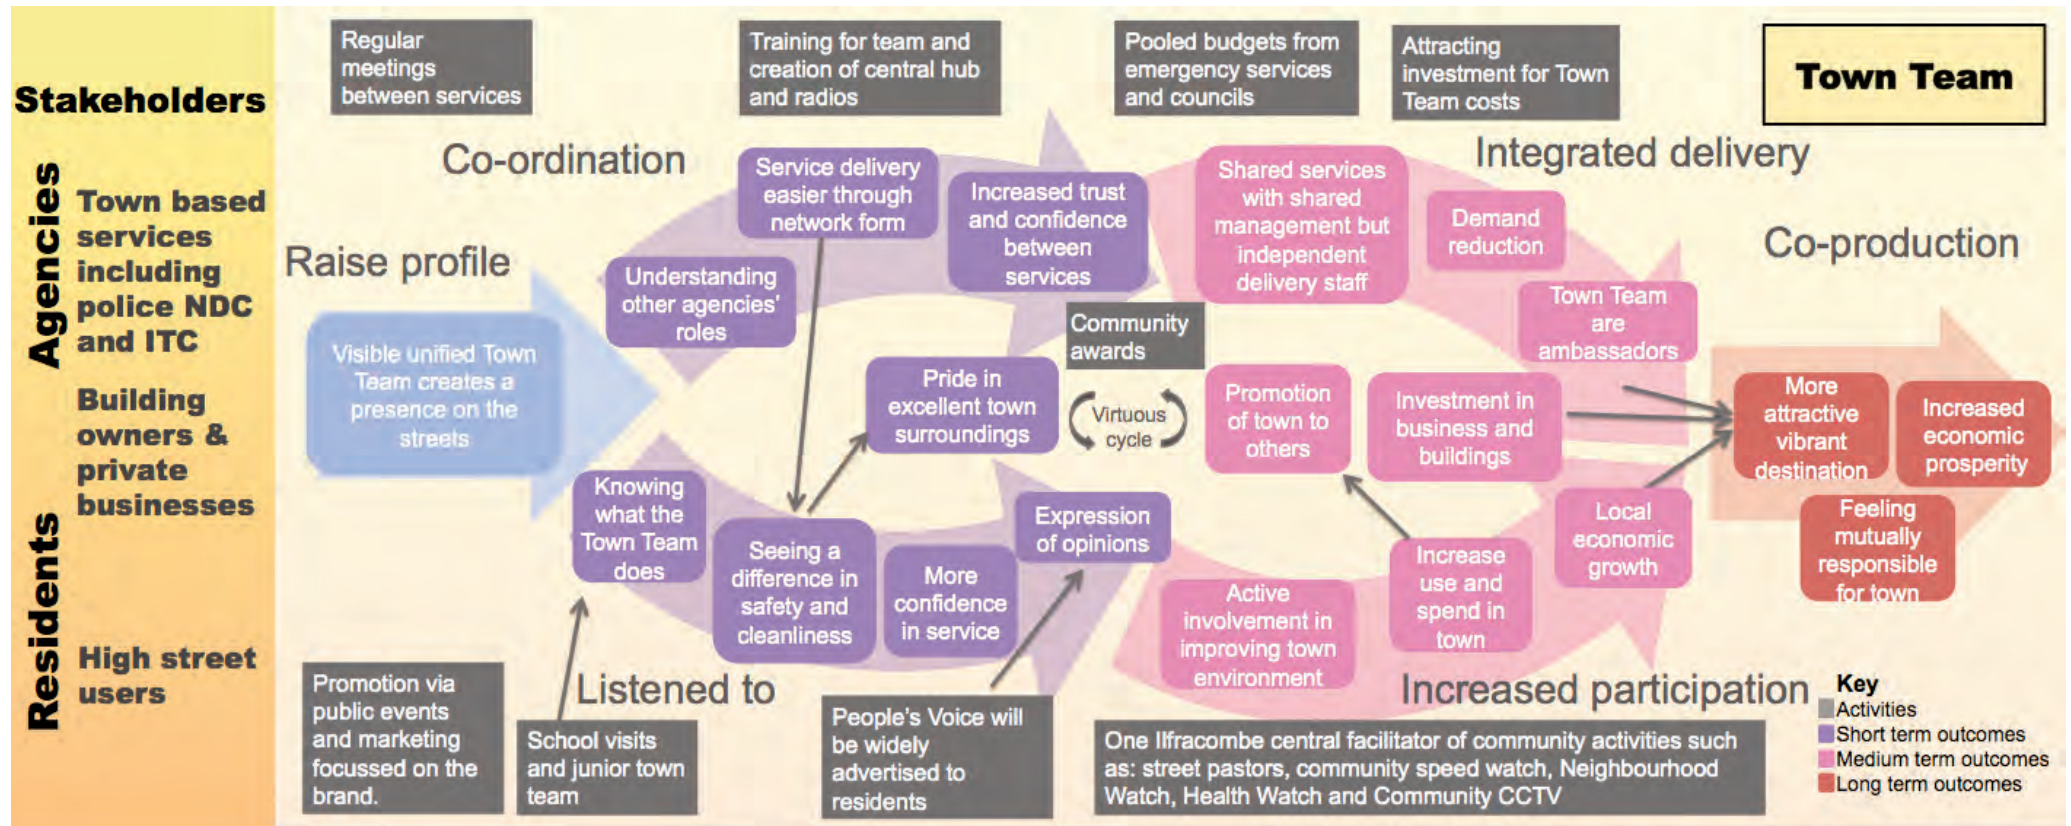 Stakeholders
Agencies
Town based
services
including
police NDC
and ITC
Building
owners &
private
businesses
Residents
High street
users
Regular
meetings
between services
Training for team and
creation of central hub
and radios
Pooled budgets from
emergency services
and councils
Attracting
investment for Town
Team costs
Town Team
Co-ordination
Integrated delivery
Raise profile
Co-production
Service delivery
easier through
network form
Increased trust
and confidence
between
services
Understanding
other agencies'
roles
Shared services
with shared
management but
independent
delivery staff
Demand
reduction
Town Team
are
ambassadors
Visible unified Town
Team creates a
presence on the
streets
Community
awards
Pride in
excellent town
surroundings
Virtuous
cycle
Promotion
of town to
others
Investment in
business and
buildings
More
attractive
vibrant
destination
Increased
economic
prosperity
Feeling
mutually
responsible
for town
Knowing
what the
Town Team
does
Seeing a
difference in
safety and
cleanliness
More
confidence
in service
Expression
of opinions
Active
involvement in
improving town
environment
Increase
use and
spend in
town
Local
economic
growth
Listened to
Increased participation
Promotion via
public events
and marketing
focussed on the
brand.
School visits
and junior town
team
People's Voice will
be widely
advertised to
residents
One Ilfracombe central facilitator of community activities such
as: street pastors, community speed watch, Neighbourhood
Watch, Health Watch and Community CCTV
Key
Activities
Short term outcomes
Medium term outcomes
Long term outcomes